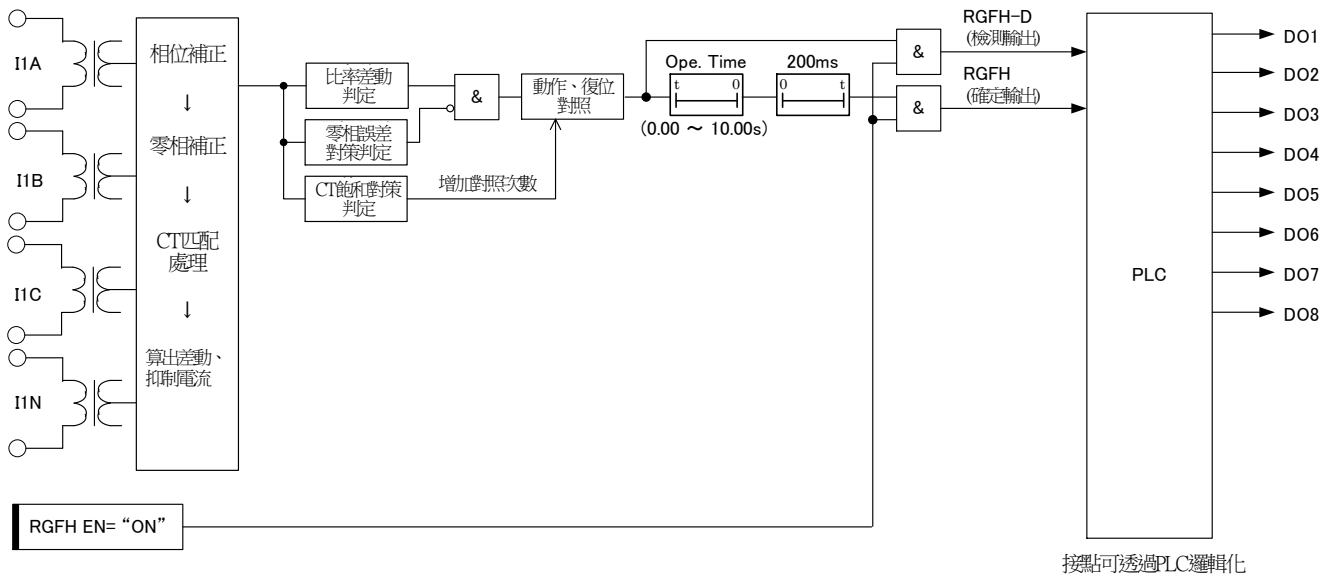 I1A
I1B
I1C
I1N
相位補正
↓
零相補正
↓
CT匹配
處理
↓
算出差動、
抑制電流
比率差動
判定
零相誤差
對策判定
CT飽和對策
判定
&
增加對照次數
動作、復位
對照
Ope. Time
t 0
(0.00 ～ 10.00s)
200ms
0 t
&
&
RGFH-D
(檢測輸出)
RGFH
(確定輸出)
PLC
DO1
DO2
DO3
DO4
DO5
DO6
DO7
DO8
RGFH EN= “ON”
接點可透過PLC邏輯化